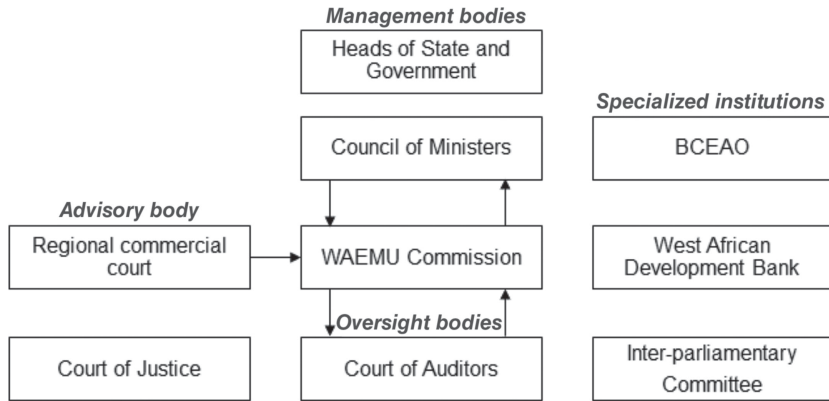 Management bodies
Heads of State and
Government
Specialized institutions
Council of Ministers
BCEAO
Advisory body
Regional commercial
court
WAEMU Commission
West African
Development Bank
Oversight bodies
Court of Justice
Court of Auditors
Inter-parliamentary
Committee